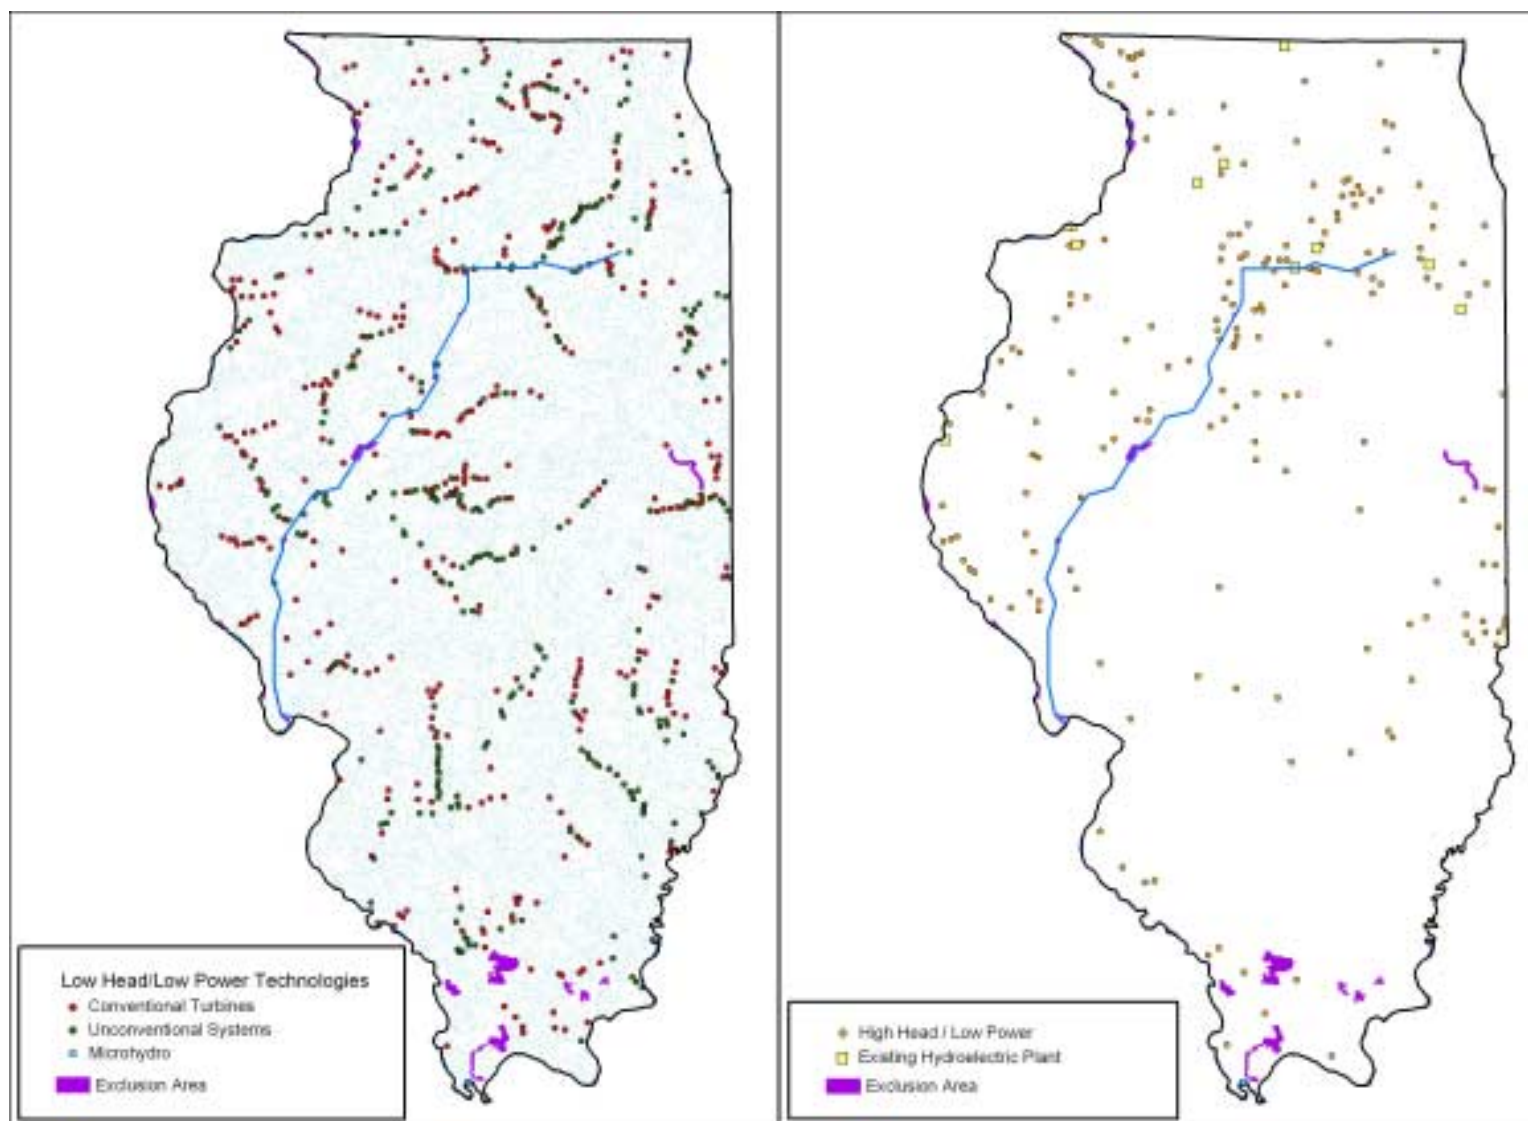 Low Head/Low Power Technologies
Conventional Turbines
Unconventional Systems
Microhydro
Exclusion Area
High Head / Low Power
Existing Hydroelectric Plant
Exclusion Area